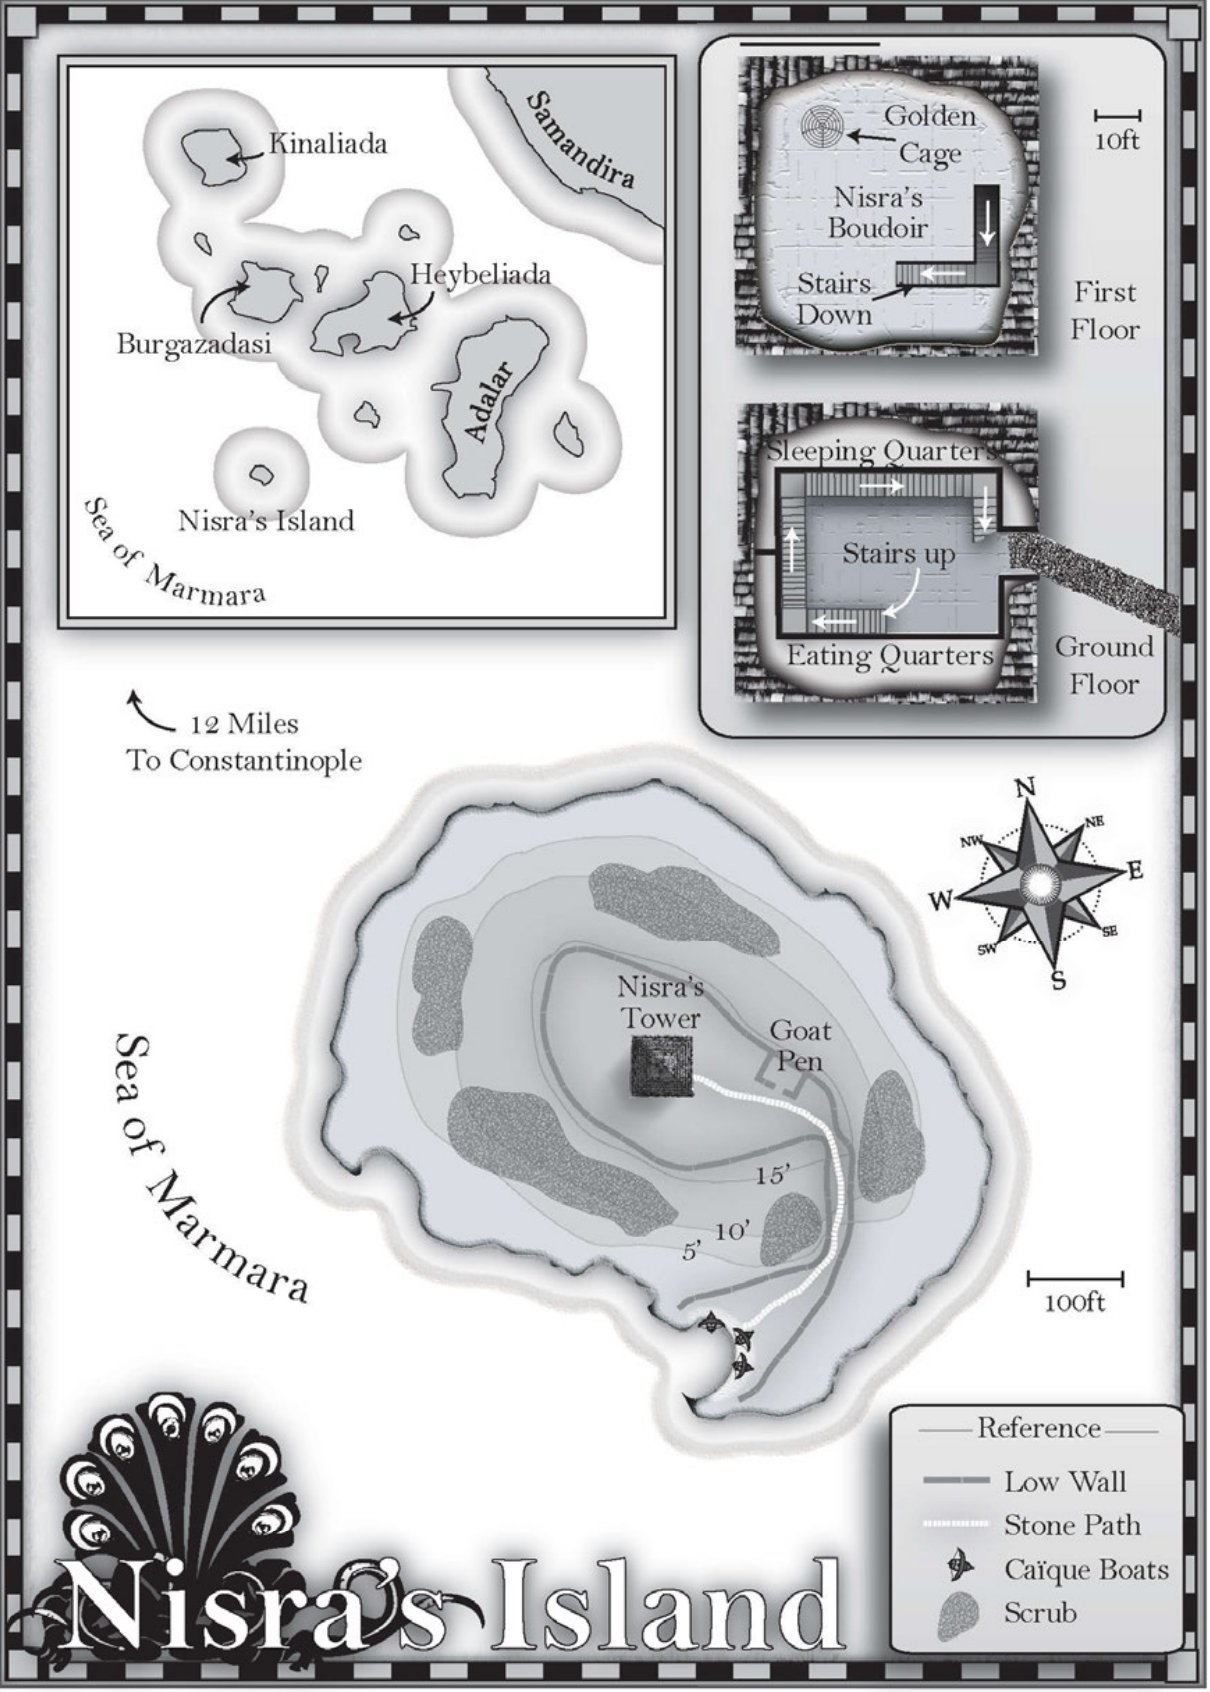 Kinaliada
Samandira
Heybeliada
Burgazadasi
Adalar
Nisra's Island
Sea of Marmara
Golden
Cage
Nisra's
Boudoir
Stairs
Down
10ft
First
Floor
Sleeping Quarters
Stairs up
Eating Quarters
Ground
Floor
12 Miles
To Constantinople
N
NE
E
SE
S
SW
W
NW
Nisra's
Tower
Goat
Pen
15'
10'
5'
Sea of Marmara
100ft
Reference
Low Wall
Stone Path
Caïque Boats
Scrub
Nisra's Island